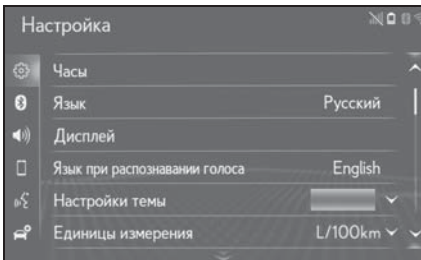 Настройка
Часы
Язык Русский
Дисплей
Язык при распознавании голоса English
Настройки темы
Единицы измерения L/100km